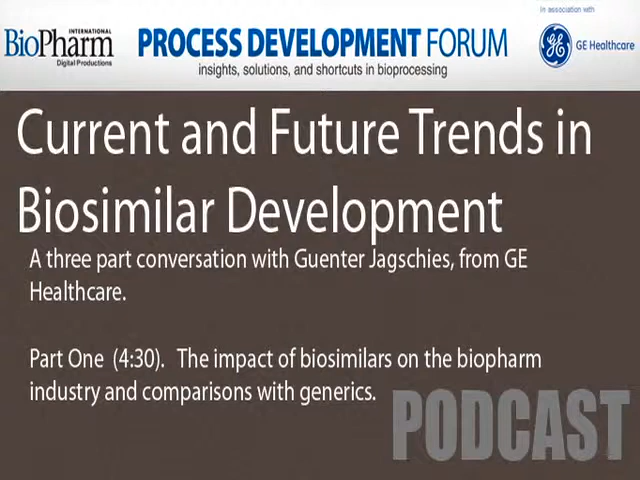 In association with
INTERNATIONAL
BioPharm
Digital Productions
PROCESS DEVELOPMENT FORUM
insights, solutions, and shortcuts in bioprocessing
GE Healthcare
Current and Future Trends in
Biosimilar Development
A three part conversation with Guenter Jagschies, from GE
Healthcare.
Part One (4:30). The impact of biosimilars on the biopharm
industry and comparisons with generics.
PODCAST